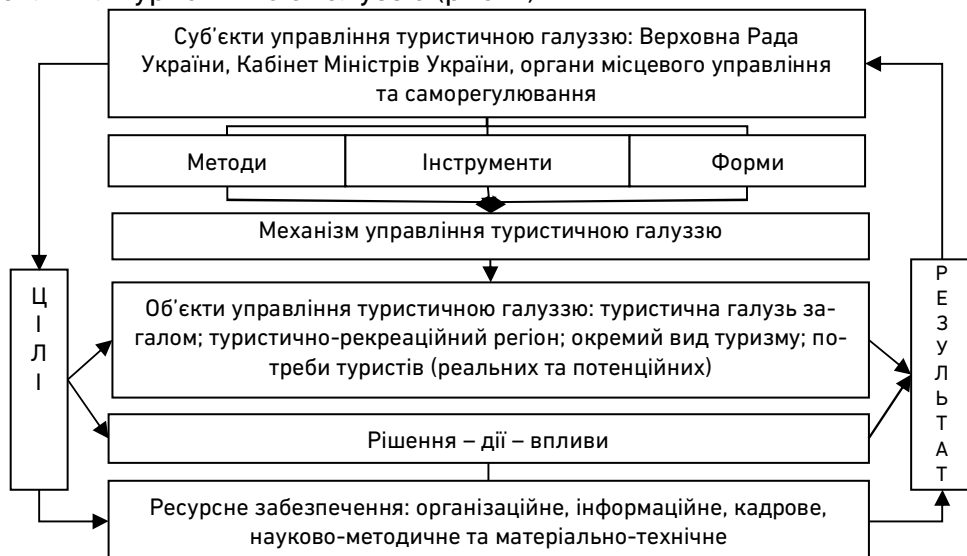 Суб’єкти управління туристичною галуззю: Верховна Рада
України, Кабінет Міністрів України, органи місцевого управління
та саморегулювання
Методи
Інструменти
Форми
Механізм управління туристичною галуззю
Ц
І
Л
І
Об’єкти управління туристичною галуззю: туристична галузь за-
галом; туристично-рекреаційний регіон; окремий вид туризму; по-
треби туристів (реальних та потенційних)
Рішення – дії – впливи
Ресурсне забезпечення: організаційне, інформаційне, кадрове,
науково-методичне та матеріально-технічне
Р
Е
З
У
Л
Ь
Т
А
Т